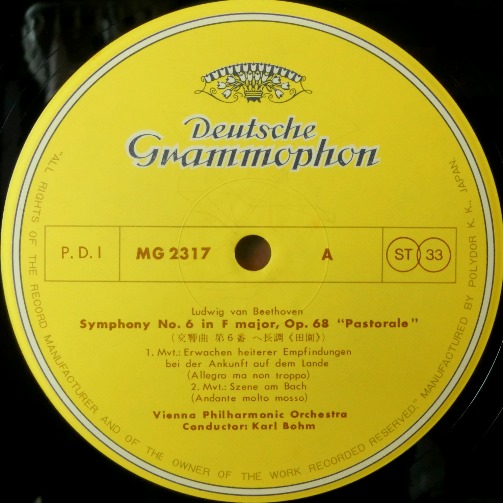 Deutsche
Grammophon
P.D.I
MG 2317
A
ST 33
Ludwig van Beethoven
Symphony No. 6 in F major, Op. 68 "Pastorale"
(交響曲 第6番 ヘ長調《田園》)
1. Mvt.: Erwachen heiterer Empfindungen
bei der Ankunft auf dem Lande
(Allegro ma non troppo)
2. Mvt.: Szene am Bach
(Andante molto mosso)
Vienna Philharmonic Orchestra
Conductor: Karl Bohm
"ALL RIGHTS OF THE RECORD MANUFACTURER AND OF THE OWNER OF THE WORK RECORDED RESERVED." MANUFACTURED BY POLYDOR K.K., JAPAN.